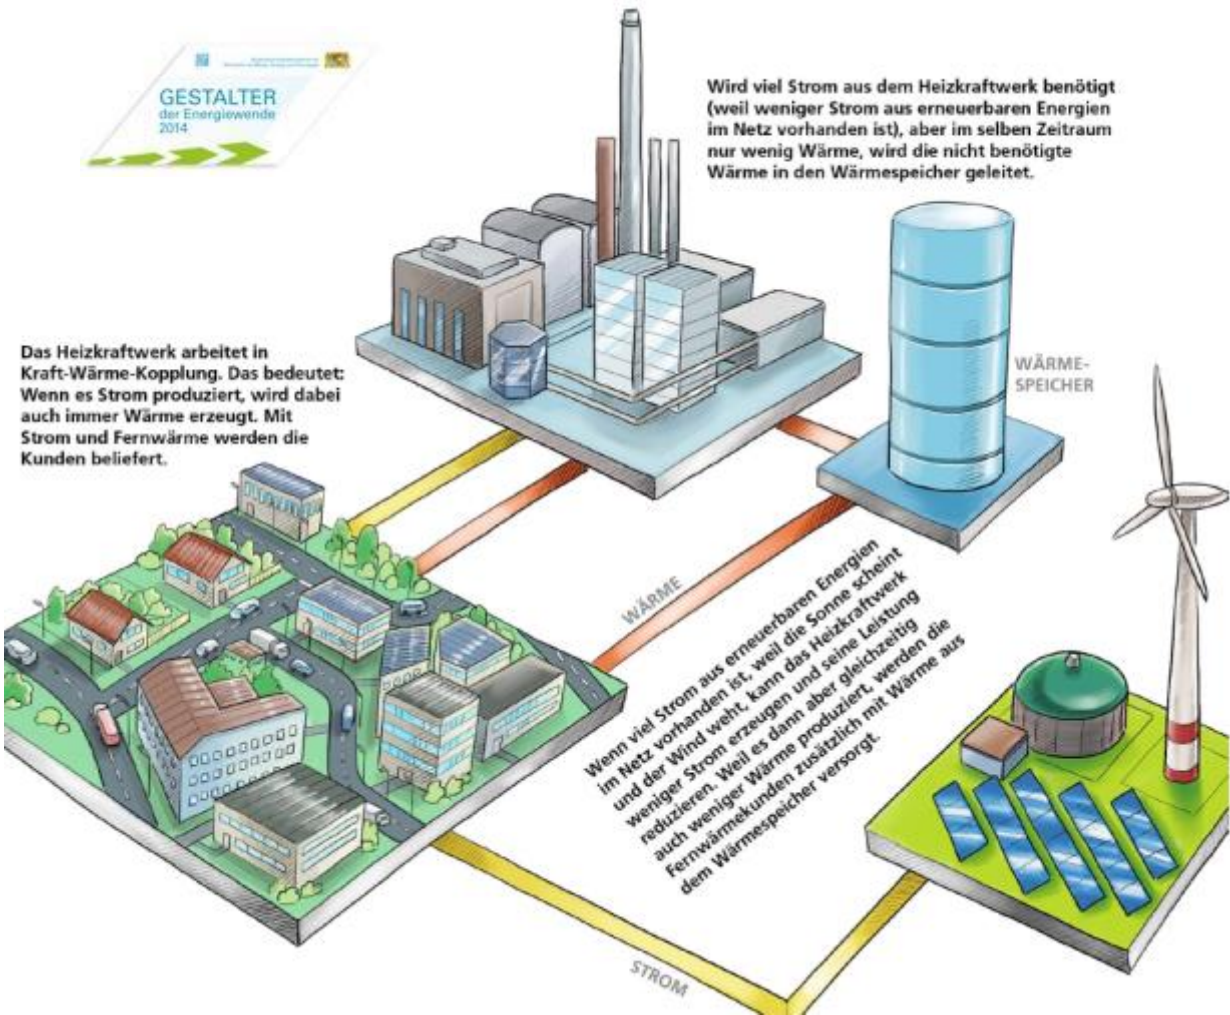 GESTALTER
der Energiewende
2014
Wird viel Strom aus dem Heizkraftwerk benötigt
(weil weniger Strom aus erneuerbaren Energien
im Netz vorhanden ist), aber im selben Zeitraum
nur wenig Wärme, wird die nicht benötigte
Wärme in den Wärmespeicher geleitet.
Das Heizkraftwerk arbeitet in
Kraft-Wärme-Kopplung. Das bedeutet:
Wenn es Strom produziert, wird dabei
auch immer Wärme erzeugt. Mit
Strom und Fernwärme werden die
Kunden beliefert.
WÄRME-
SPEICHER
WÄRME
Wenn viel Strom aus erneuerbaren Energien
im Netz vorhanden ist, weil die Sonne scheint
und der Wind weht, kann das Heizkraftwerk
weniger Strom erzeugen und seine Leistung
reduzieren. Weil es dann aber gleichzeitig
auch weniger Wärme produziert, werden die
Fernwärmekunden zusätzlich mit Wärme aus
dem Wärmespeicher versorgt.
STROM